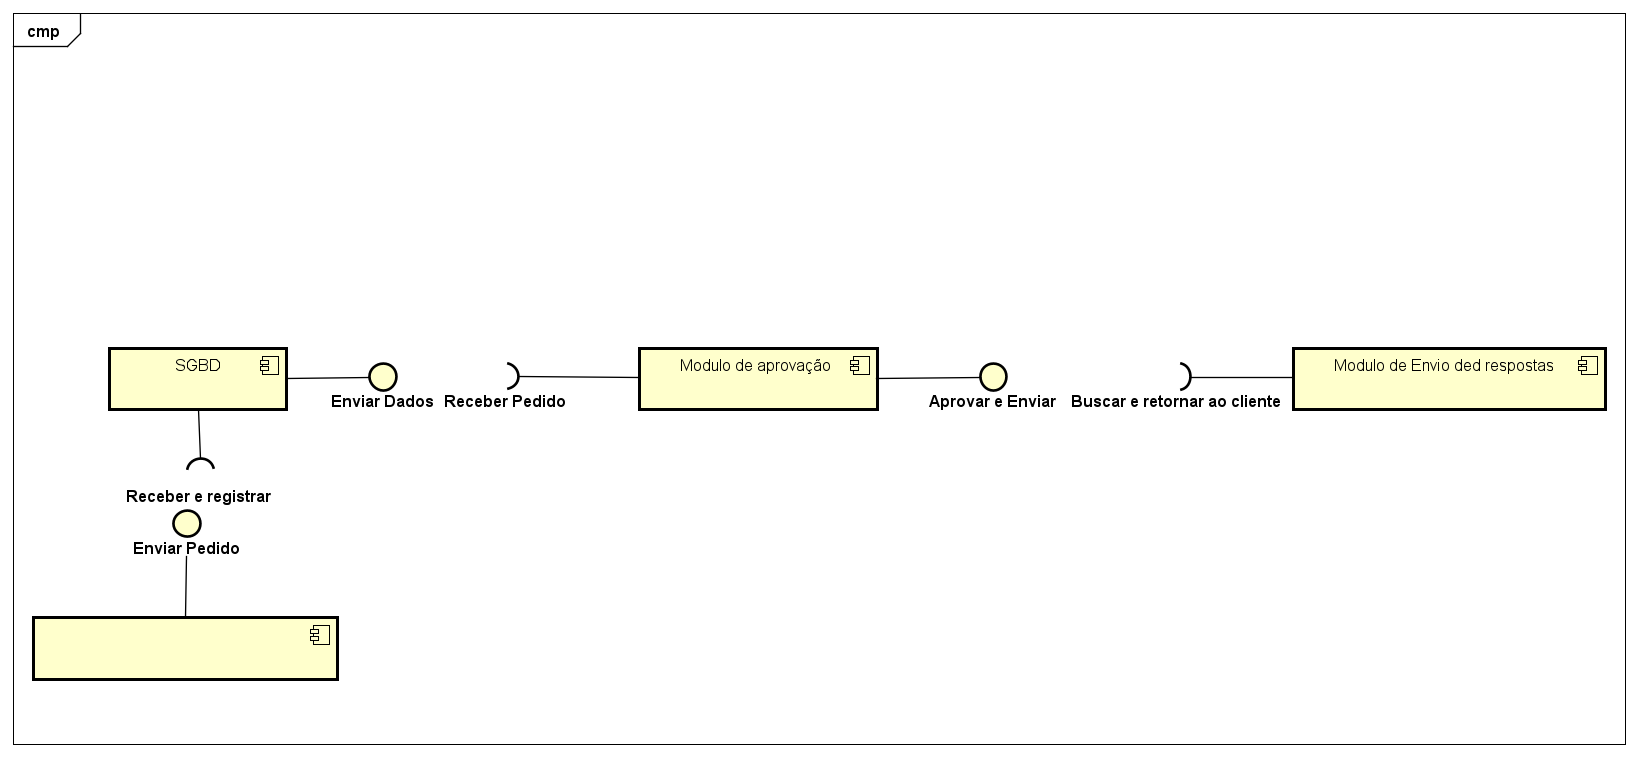 cmp
SGBD
Modulo de aprovação
Modulo de Envio ded respostas
Enviar Dados
Receber Pedido
Aprovar e Enviar
Buscar e retornar ao cliente
Receber e registrar
Enviar Pedido